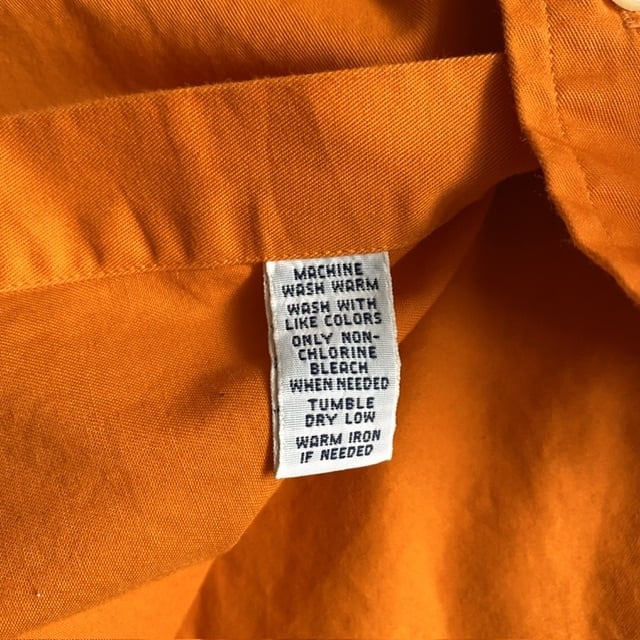 MACHINE
WASH WARM
WASH WITH
LIKE COLORS
ONLY NON-
CHLORINE
BLEACH
WHEN NEEDED
TUMBLE
DRY LOW
WARM IRON
IF NEEDED